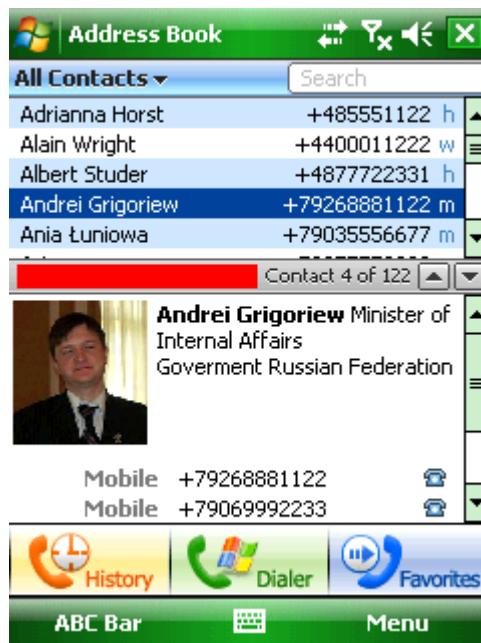 Address Book
All Contacts
Search
Adrianna Horst +485551122 h
Alain Wright +4400011222 w
Albert Studer +4877722331 h
Andrei Grigoriew +79268881122 m
Ania Łuniowa +79035556677 m
Contact 4 of 122
Andrei Grigoriew Minister of
Internal Affairs
Goverment Russian Federation
Mobile +79268881122
Mobile +79069992233
History Dialer Favorites
ABC Bar Menu